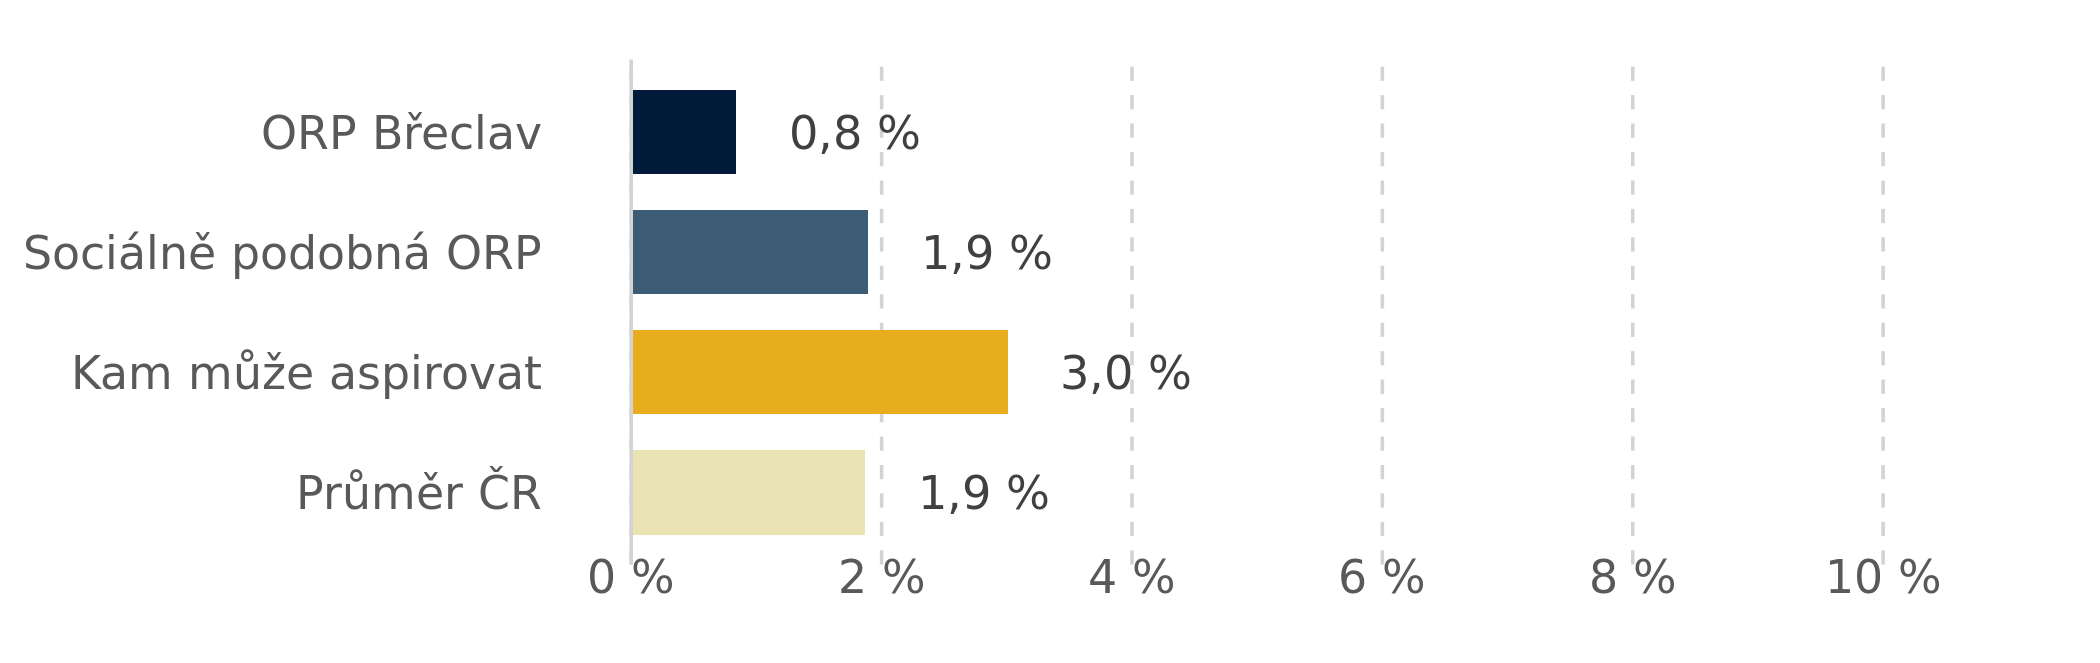 ORP Břeclav 0,8 %
Sociálně podobná ORP 1,9 %
Kam může aspirovat 3,0 %
Průměr ČR 1,9 %
0 % 2 % 4 % 6 % 8 % 10 %